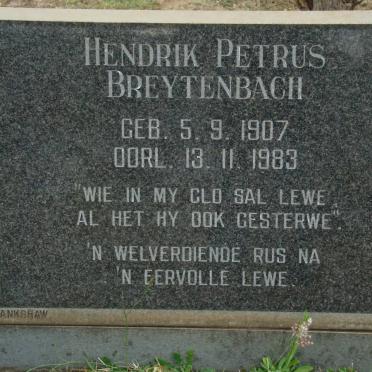 HENDRIK PETRUS
BREYTENBACH
GEB. 5. 9. 1907
OORL. 13. 11. 1983
"WIE IN MY GLO SAL LEWE,
AL HET HY OOK GESTERWE".
'N WELVERDIENDE RUS NA
'N EERVOLLE LEWE.
ANKSHAW